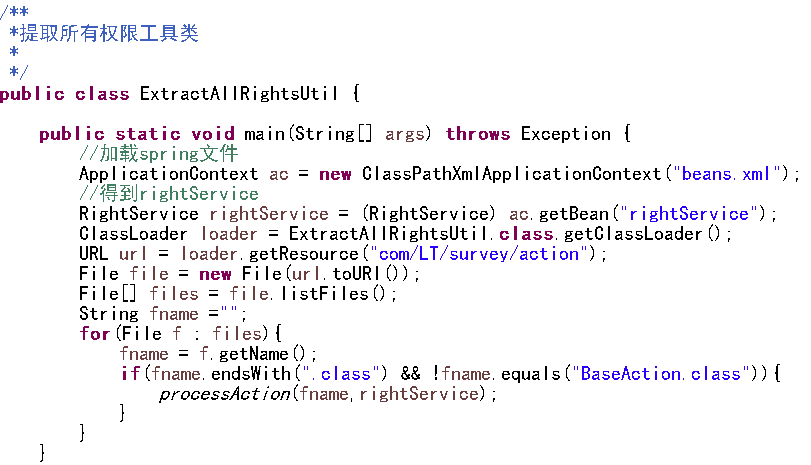 /**
 *提取所有权限工具类
 *
 */
public class ExtractAllRightsUtil {
    public static void main(String[] args) throws Exception {
        //加载spring文件
        ApplicationContext ac = new ClassPathXmlApplicationContext("beans.xml");
        //得到rightService
        RightService rightService = (RightService) ac.getBean("rightService");
        ClassLoader loader = ExtractAllRightsUtil.class.getClassLoader();
        URL url = loader.getResource("com/LT/survey/action");
        File file = new File(url.toURI());
        File[] files = file.listFiles();
        String fname ="";
        for(File f : files){
            fname = f.getName();
            if(fname.endsWith(".class") && !fname.equals("BaseAction.class")){
                processAction(fname,rightService);
            }
        }
    }